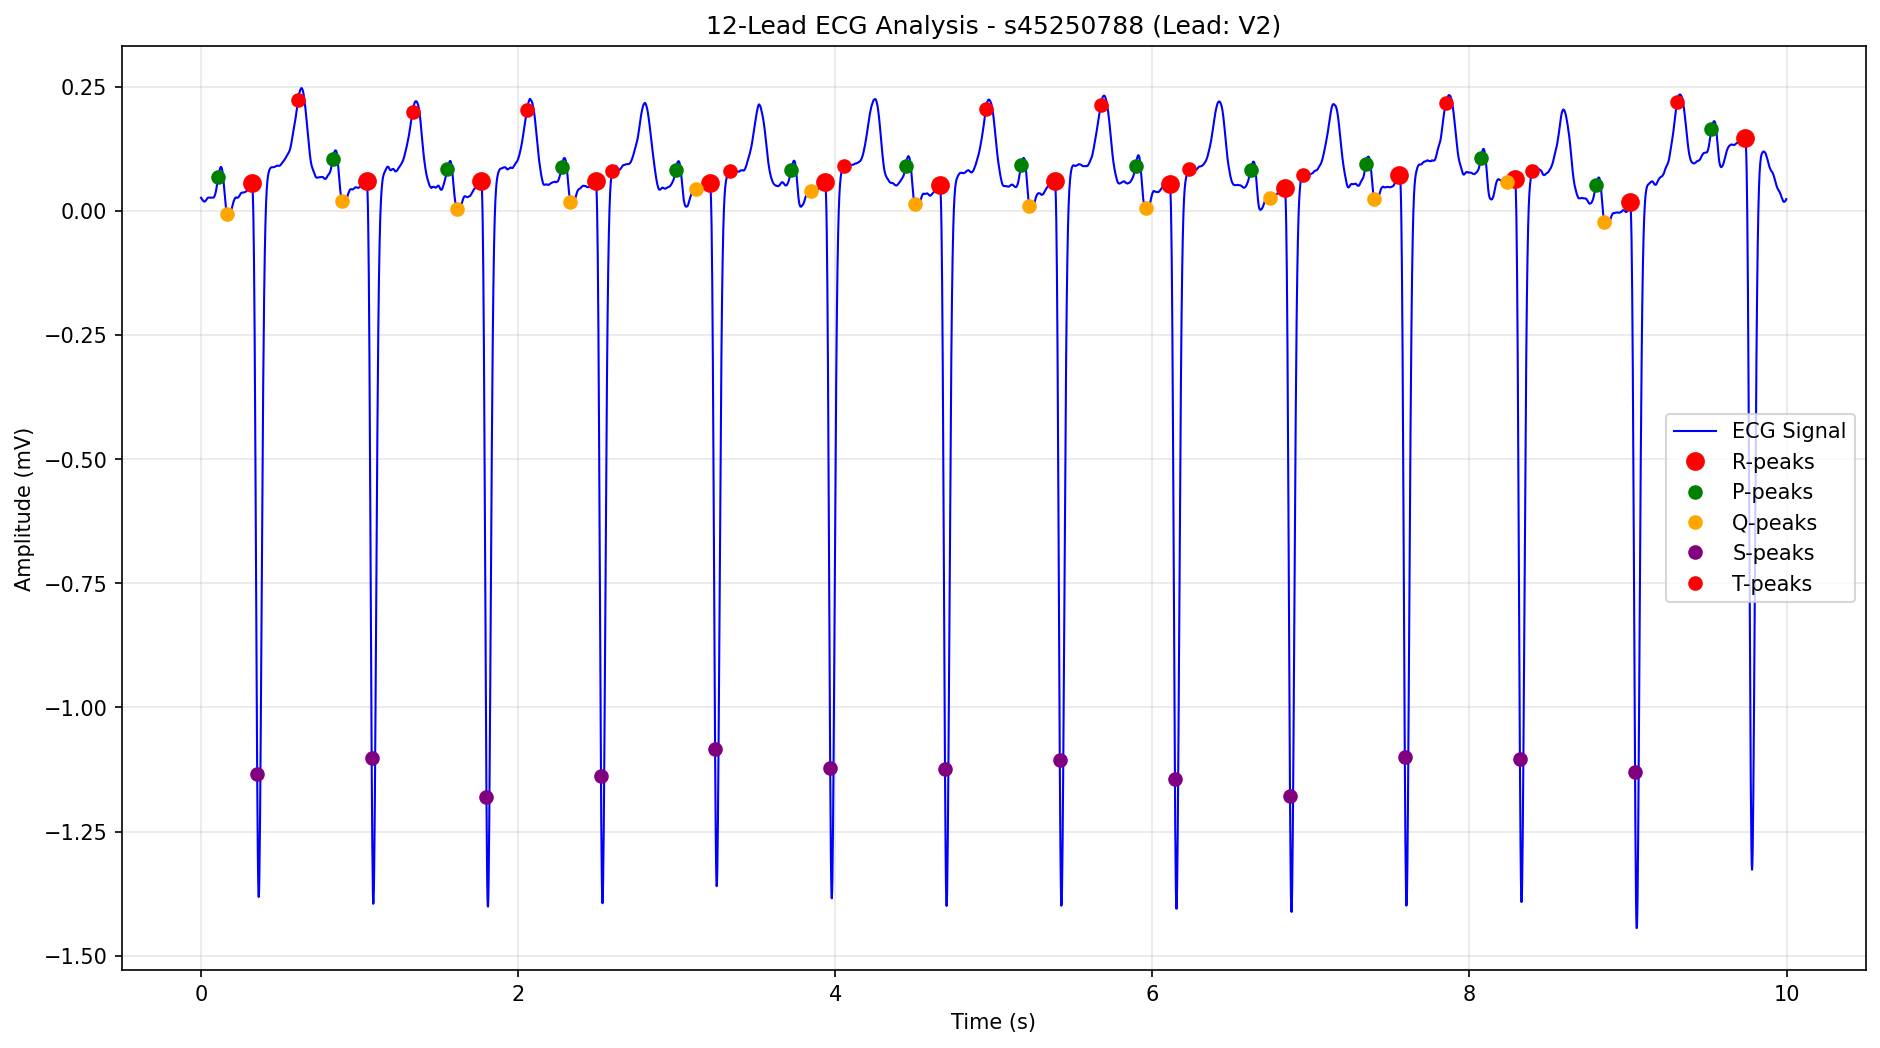 12-Lead ECG Analysis - s45250788 (Lead: V2)
Amplitude (mV)
0.25
0.00
−0.25
−0.50
−0.75
−1.00
−1.25
−1.50
ECG Signal
R-peaks
P-peaks
Q-peaks
S-peaks
T-peaks
0 2 4 6 8 10
Time (s)